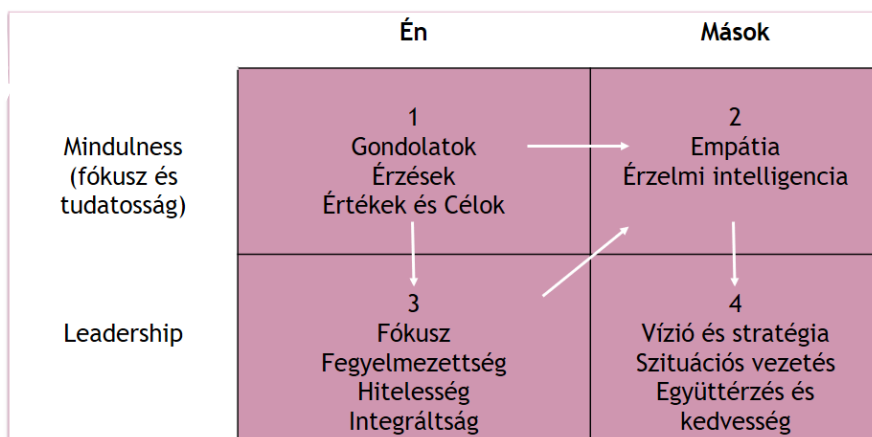 Én
Mások
Mindulness
(fókusz és
tudatosság)
1
Gondolatok
Érzések
Értékek és Célok
2
Empátia
Érzelmi intelligencia
Leadership
3
Fókusz
Fegyelmezettség
Hitelesség
Integráltság
4
Vízió és stratégia
Szituációs vezetés
Együttérzés és
kedvesség